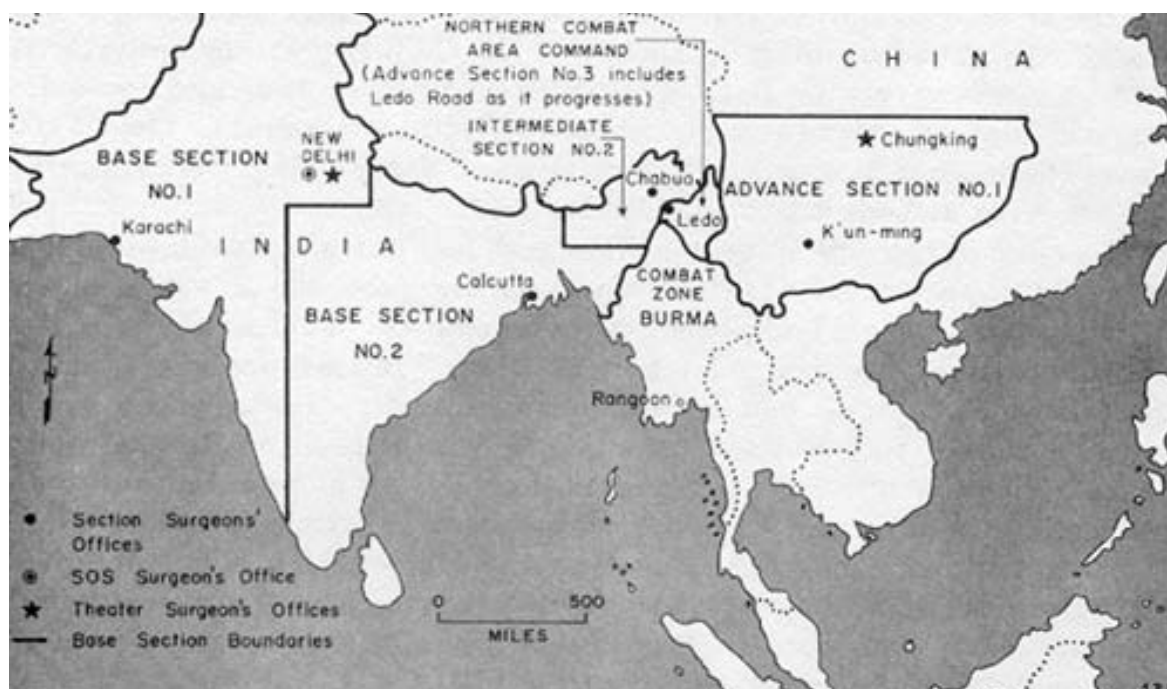 NORTHERN COMBAT
AREA COMMAND
(Advance Section No.3 includes
Ledo Road as it progresses)
CHINA
INTERMEDIATE
SECTION NO.2
BASE SECTION
NO.1
NEW
DELHI
Chungking
Chabua
ADVANCE SECTION NO.1
Ledo
Karachi
K'un-ming
INDIA
COMBAT
ZONE
BURMA
Calcutta
BASE SECTION
NO.2
N
Rangoon
Section Surgeons'
Offices
SOS Surgeon's Office
Theater Surgeon's Offices
Base Section Boundaries
0 500
MILES